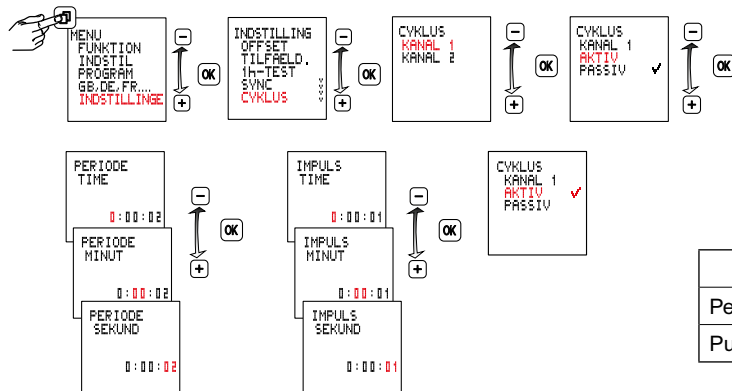 MENU
FUNKTION
INDSTIL
PROGRAM
GB,DE,FR....
INDSTILLINGE
−
OK
+
INDSTILLING
OFFSET
TILFAELD.
1h-TEST
SYNC
CYKLUS
−
OK
+
CYKLUS
KANAL 1
KANAL 2
−
OK
+
CYKLUS
KANAL 1
AKTIV
PASSIV ✓
−
OK
+
PERIODE
TIME
0:00:02
PERIODE
MINUT
0:00:02
PERIODE
SEKUND
0:00:02
−
OK
+
IMPULS
TIME
0:00:01
IMPULS
MINUT
0:00:01
IMPULS
SEKUND
0:00:01
−
OK
+
CYKLUS
KANAL 1
AKTIV ✓
PASSIV
Pe
Pu